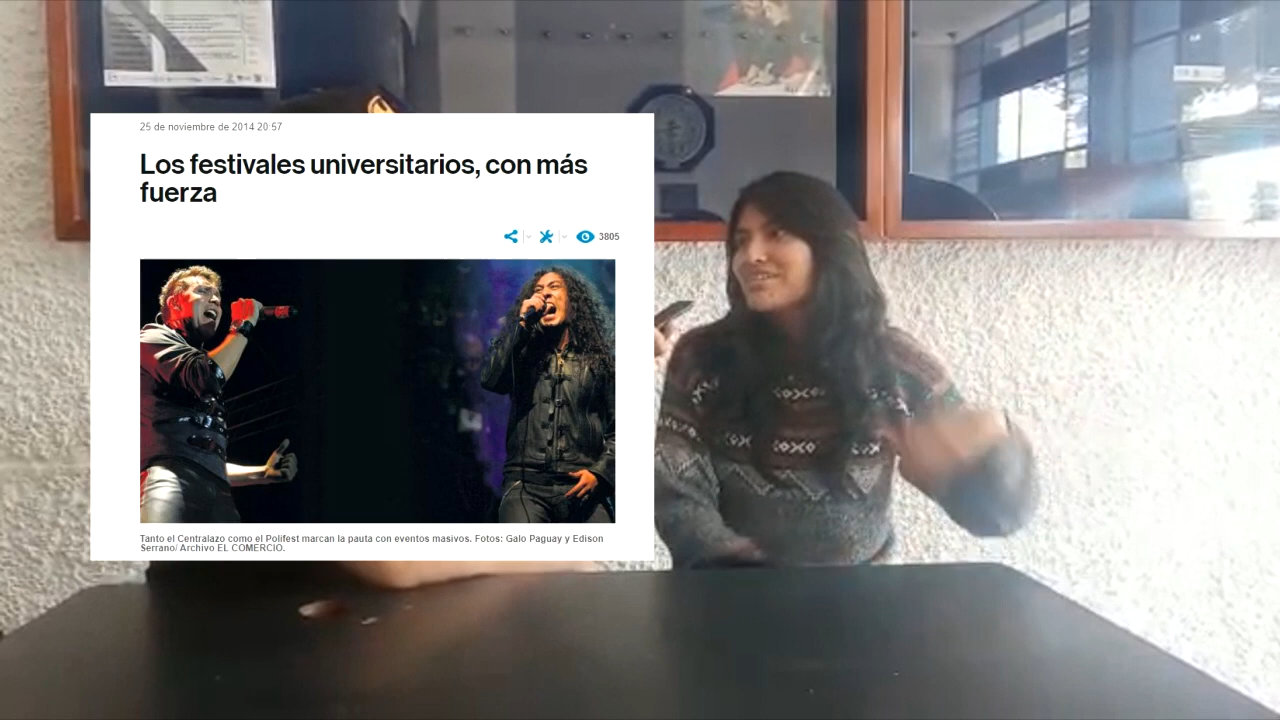 25 de noviembre de 2014 20:57
Los festivales universitarios, con más
fuerza
3805
Tanto el Centralazo como el Polifest marcan la pauta con eventos masivos. Fotos: Galo Paguay y Edison
Serrano/ Archivo EL COMERCIO.